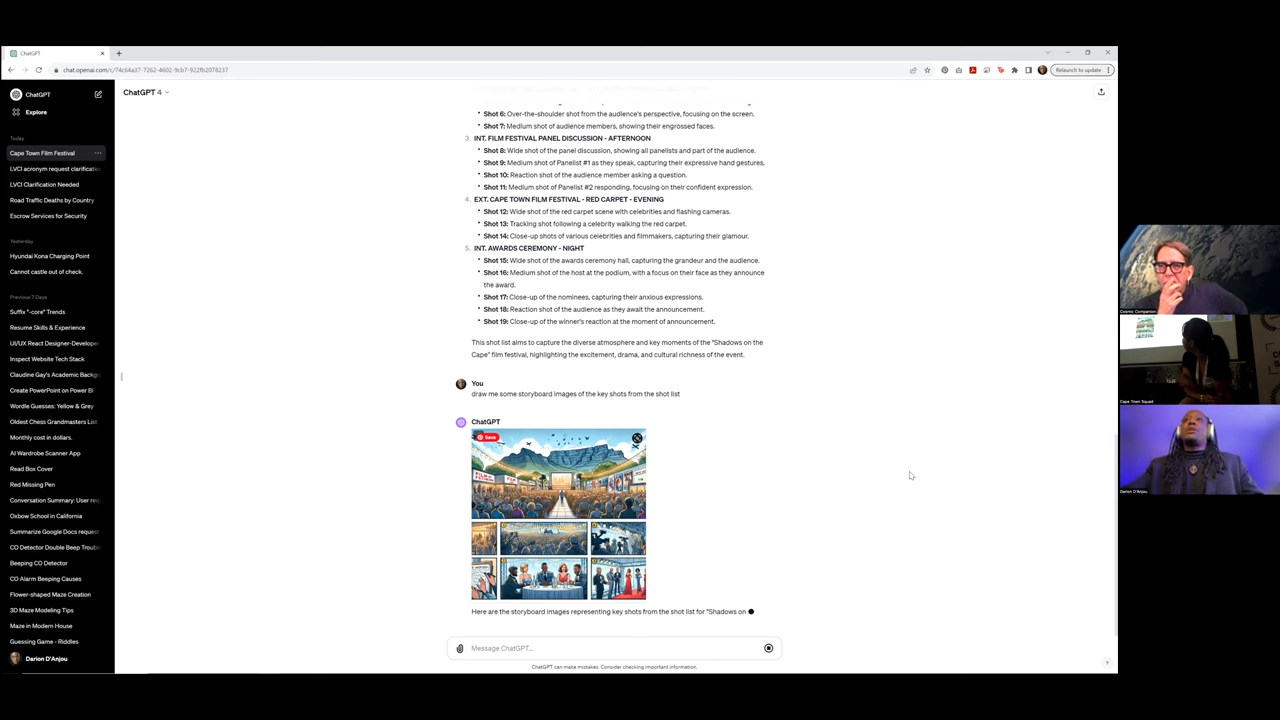 ChatGPT
chat.openai.com/c/74c64a37-7262-4602-9cb7-922fb2078237
Relaunch to update
ChatGPT
Explore
Today
Cape Town Film Festival
LVCI acronym request clarificatio
LVCI Clarification Needed
Road Traffic Deaths by Country
Escrow Services for Security
Yesterday
Hyundai Kona Charging Point
Cannot castle out of check.
Previous 7 Days
Suffix "-core" Trends
Resume Skills & Experience
UI/UX React Designer-Develope
Inspect Website Tech Stack
Claudine Gay's Academic Backg
Create PowerPoint on Power BI
Wordle Guesses: Yellow & Grey
Oldest Chess Grandmasters List
Monthly cost in dollars.
AI Wardrobe Scanner App
Read Box Cover
Red Missing Pen
Conversation Summary: User req
Oxbow School in California
Summarize Google Docs request
CO Detector Double Beep Troubl
Beeping CO Detector
CO Alarm Beeping Causes
Flower-shaped Maze Creation
3D Maze Modeling Tips
Maze in Modern House
Guessing Game - Riddles
Darion D'Anjou
ChatGPT 4
Shot 6: Over-the-shoulder shot from the audience's perspective, focusing on the screen.
Shot 7: Medium shot of audience members, showing their engrossed faces.
3. INT. FILM FESTIVAL PANEL DISCUSSION - AFTERNOON
Shot 8: Wide shot of the panel discussion, showing all panelists and part of the audience.
Shot 9: Medium shot of Panelist #1 as they speak, capturing their expressive hand gestures.
Shot 10: Reaction shot of the audience member asking a question.
Shot 11: Medium shot of Panelist #2 responding, focusing on their confident expression.
4. EXT. CAPE TOWN FILM FESTIVAL - RED CARPET - EVENING
Shot 12: Wide shot of the red carpet scene with celebrities and flashing cameras.
Shot 13: Tracking shot following a celebrity walking the red carpet.
Shot 14: Close-up shots of various celebrities and filmmakers, capturing their glamour.
5. INT. AWARDS CEREMONY - NIGHT
Shot 15: Wide shot of the awards ceremony hall, capturing the grandeur and the audience.
Shot 16: Medium shot of the host at the podium, with a focus on their face as they announce
the award.
Shot 17: Close-up of the nominees, capturing their anxious expressions.
Shot 18: Reaction shot of the audience as they await the announcement.
Shot 19: Close-up of the winner's reaction at the moment of announcement.
This shot list aims to capture the diverse atmosphere and key moments of the "Shadows on the
Cape" film festival, highlighting the excitement, drama, and cultural richness of the event.
You
draw me some storyboard images of the key shots from the shot list
ChatGPT
Save
Here are the storyboard images representing key shots from the shot list for "Shadows on
Message ChatGPT...
ChatGPT can make mistakes. Consider checking important information.
?
Cosmic Companion
Cape Town Squad
Darion D'Anjou